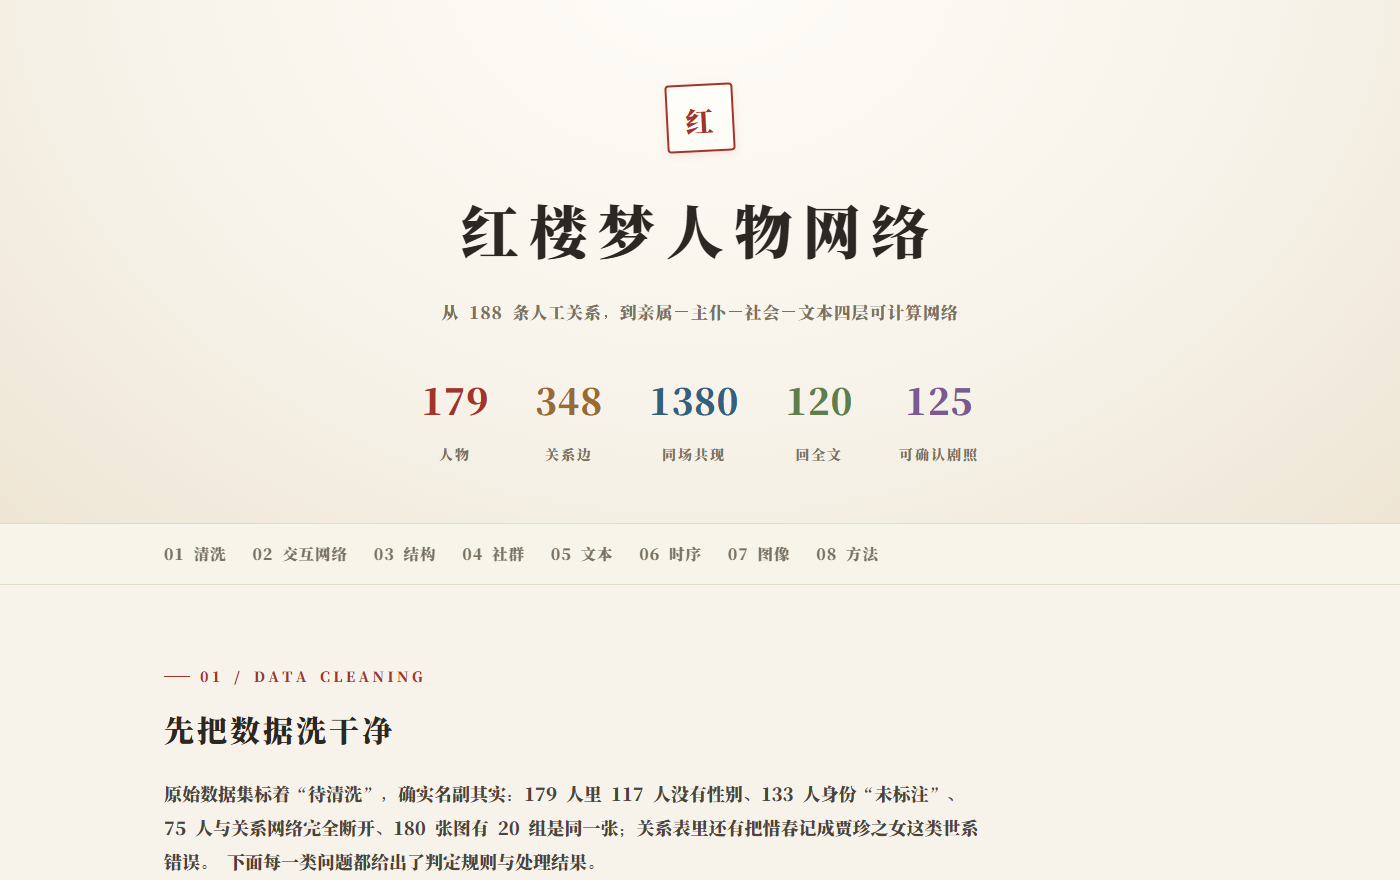 红
红楼梦人物网络
从 188 条人工关系，到亲属—主仆—社会—文本四层可计算网络
179 348 1380 120 125
人物 关系边 同场共现 回全文 可确认剧照
01 清洗 02 交互网络 03 结构 04 社群 05 文本 06 时序 07 图像 08 方法
01 / DATA CLEANING
先把数据洗干净
原始数据集标着“待清洗”，确实名副其实：179 人里 117 人没有性别、133 人身份“未标注”、
75 人与关系网络完全断开、180 张图有 20 组是同一张；关系表里还有把惜春记成贾珍之女这类世系
错误。 下面每一类问题都给出了判定规则与处理结果。